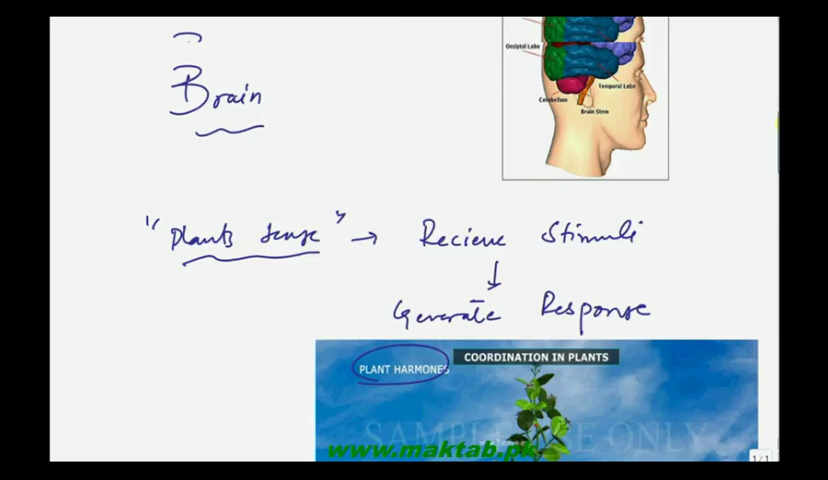 Occipital Lobe
Temporal Lobe
Cerebellum
Brain Stem
Brain
"Plants sense" → Recieve Stimuli
↓
Generate Response
COORDINATION IN PLANTS
PLANT HARMONES
SAMPLE USE ONLY
www.maktab.pk
1/1